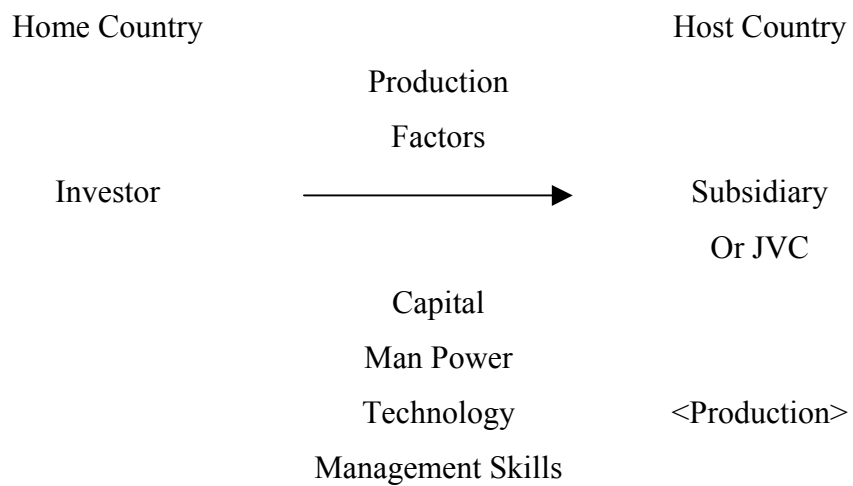 Home Country Host Country
Production
Factors
Investor Subsidiary
Or JVC
Capital
Man Power
Technology <Production>
Management Skills